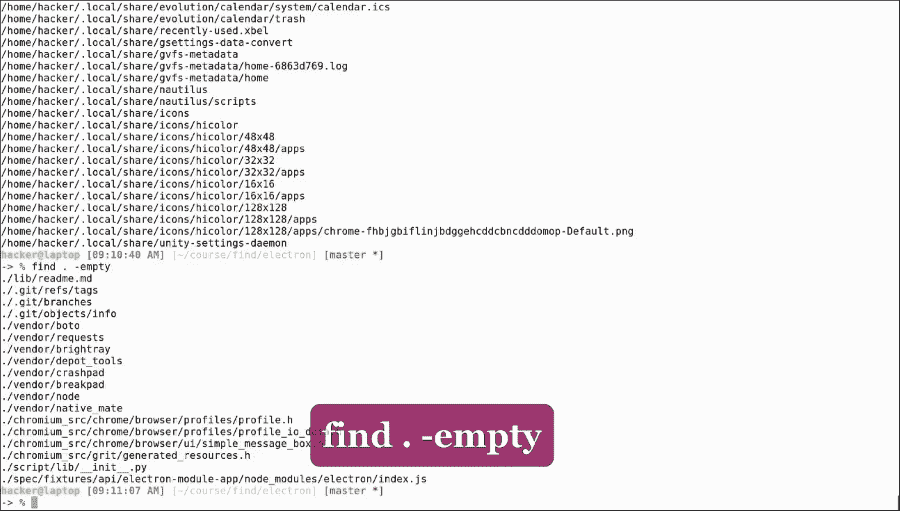 /home/hacker/.local/share/evolution/calendar/system/calendar.ics
/home/hacker/.local/share/evolution/calendar/trash
/home/hacker/.local/share/recently-used.xbel
/home/hacker/.local/share/gsettings-data-convert
/home/hacker/.local/share/gvfs-metadata
/home/hacker/.local/share/gvfs-metadata/home-6863d769.log
/home/hacker/.local/share/gvfs-metadata/home
/home/hacker/.local/share/nautilus
/home/hacker/.local/share/nautilus/scripts
/home/hacker/.local/share/icons
/home/hacker/.local/share/icons/hicolor
/home/hacker/.local/share/icons/hicolor/48x48
/home/hacker/.local/share/icons/hicolor/48x48/apps
/home/hacker/.local/share/icons/hicolor/32x32
/home/hacker/.local/share/icons/hicolor/32x32/apps
/home/hacker/.local/share/icons/hicolor/16x16
/home/hacker/.local/share/icons/hicolor/16x16/apps
/home/hacker/.local/share/icons/hicolor/128x128
/home/hacker/.local/share/icons/hicolor/128x128/apps
/home/hacker/.local/share/icons/hicolor/128x128/apps/chrome-fhbjgbiflinjbdggehcddcbncdddomop-Default.png
/home/hacker/.local/share/unity-settings-daemon
hacker@laptop [09:10:40 AM] [~/course/find/electron] [master *]
-> % find . -empty
./lib/readme.md
./.git/refs/tags
./.git/branches
./.git/objects/info
./vendor/boto
./vendor/requests
./vendor/brightray
./vendor/depot_tools
./vendor/crashpad
./vendor/breakpad
./vendor/node
./vendor/native_mate
./chromium_src/chrome/browser/profiles/profile.h
./chromium_src/chrome/browser/profiles/profile_io_d
./chromium_src/chrome/browser/ui/simple_message_box
./chromium_src/grit/generated_resources.h
find . -empty
./script/lib/__init__.py
./spec/fixtures/api/electron-module-app/node_modules/electron/index.js
hacker@laptop [09:11:07 AM] [~/course/find/electron] [master *]
-> %